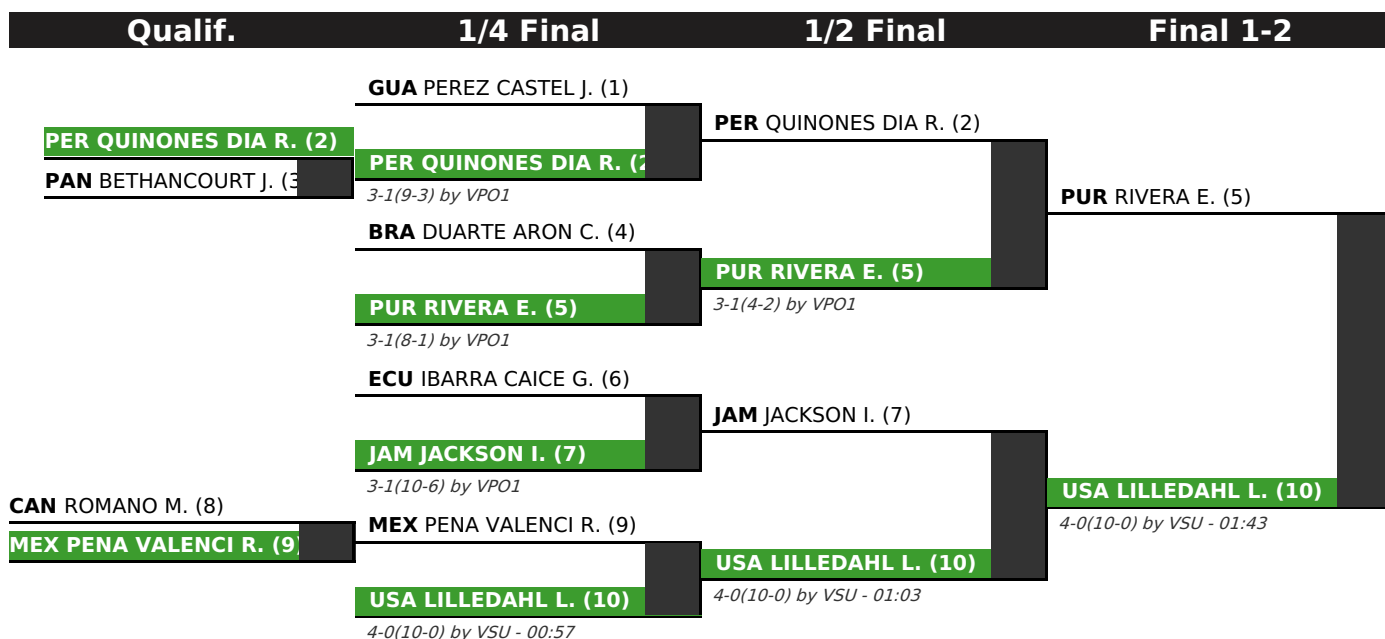 Qualif.
1/4 Final
1/2 Final
Final 1-2
PER QUINONES DIA R. (2)
PAN BETHANCOURT J. (3
CAN ROMANO M. (8)
MEX PENA VALENCI R. (9)
GUA PEREZ CASTEL J. (1)
PER QUINONES DIA R. (2
3-1(9-3) by VPO1
BRA DUARTE ARON C. (4)
PUR RIVERA E. (5)
3-1(8-1) by VPO1
ECU IBARRA CAICE G. (6)
JAM JACKSON I. (7)
3-1(10-6) by VPO1
MEX PENA VALENCI R. (9)
USA LILLEDAHL L. (10)
4-0(10-0) by VSU - 00:57
PER QUINONES DIA R. (2)
PUR RIVERA E. (5)
3-1(4-2) by VPO1
JAM JACKSON I. (7)
USA LILLEDAHL L. (10)
4-0(10-0) by VSU - 01:03
PUR RIVERA E. (5)
USA LILLEDAHL L. (10)
4-0(10-0) by VSU - 01:43